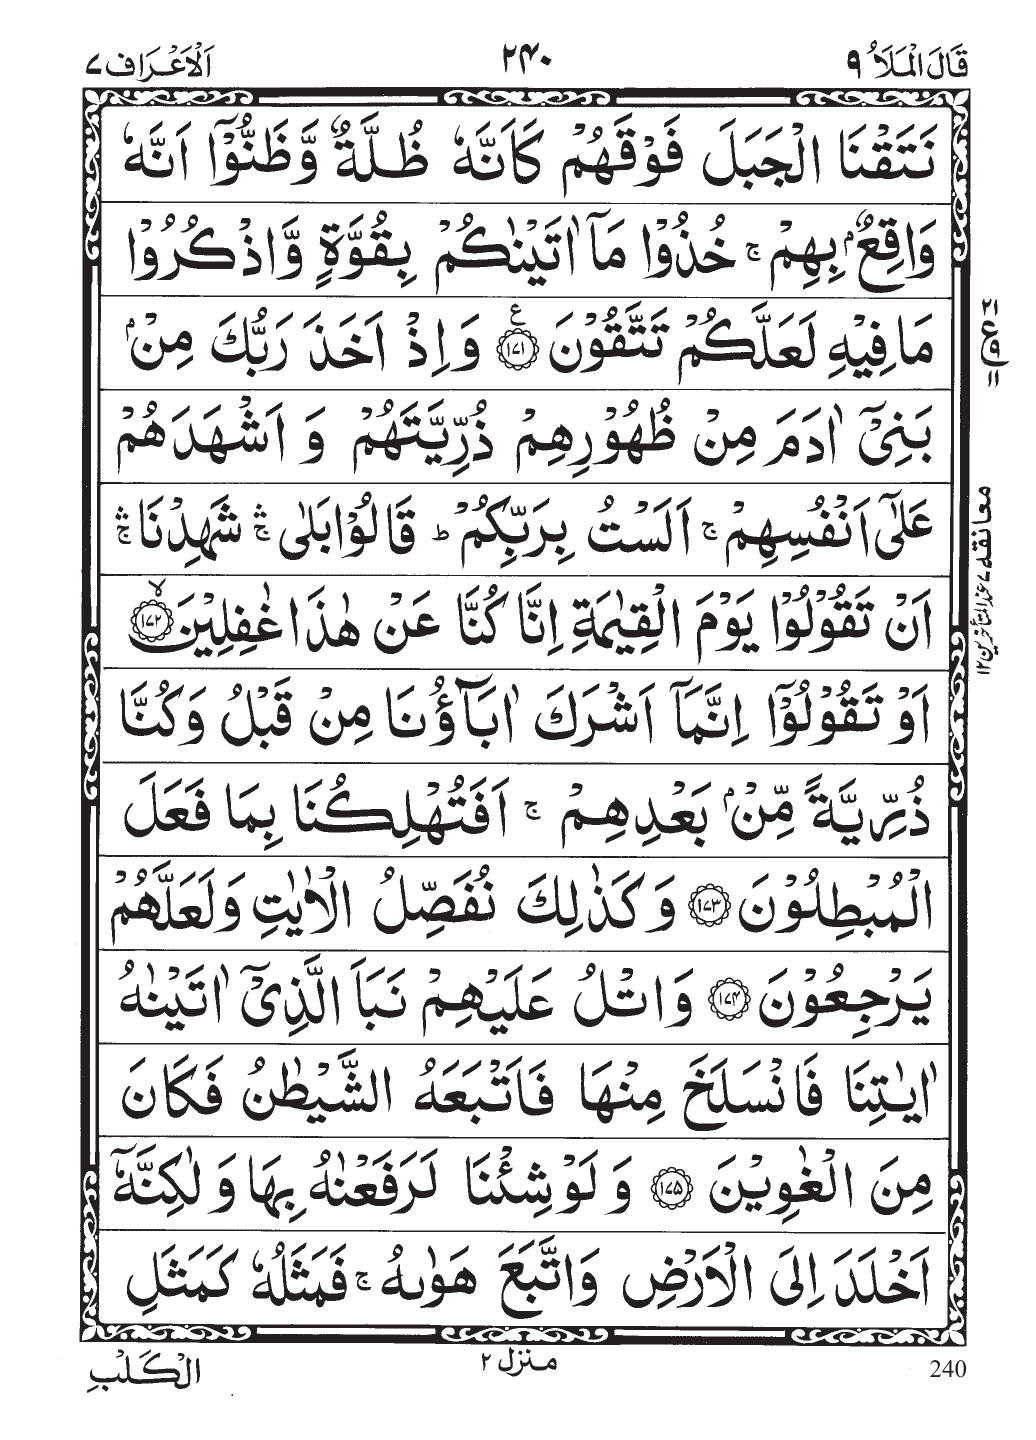 قَالَ الْمَلَاُ ٩
٢٤٠
اَلْاَعْرَاف ٧
نَتَقْنَا الْجَبَلَ فَوْقَهُمْ كَاَنَّهٗ ظُلَّةٌ وَّظَنُّوْۤا اَنَّهٗ
وَاقِعٌۢ بِهِمْ ۚ خُذُوْا مَاۤ اٰتَيْنٰكُمْ بِقُوَّةٍ وَّاذْكُرُوْا
مَا فِيْهِ لَعَلَّكُمْ تَتَّقُوْنَ ﴿١٧١﴾ ع وَاِذْ اَخَذَ رَبُّكَ مِنْۢ
بَنِيْۤ اٰدَمَ مِنْ ظُهُوْرِهِمْ ذُرِّيَّتَهُمْ وَ اَشْهَدَهُمْ
عَلٰۤى اَنْفُسِهِمْ ۚ اَلَسْتُ بِرَبِّكُمْ ؕ قَالُوْا بَلٰى ۛۚ شَهِدْنَا ۛۚ
اَنْ تَقُوْلُوْا يَوْمَ الْقِيٰمَةِ اِنَّا كُنَّا عَنْ هٰذَا غٰفِلِيْنَ ﴿١٧٢﴾ ۙ
اَوْ تَقُوْلُوْۤا اِنَّمَاۤ اَشْرَكَ اٰبَآؤُنَا مِنْ قَبْلُ وَكُنَّا
ذُرِّيَّةً مِّنْۢ بَعْدِهِمْ ۚ اَفَتُهْلِكُنَا بِمَا فَعَلَ
الْمُبْطِلُوْنَ ﴿١٧٣﴾ وَكَذٰلِكَ نُفَصِّلُ الْاٰيٰتِ وَلَعَلَّهُمْ
يَرْجِعُوْنَ ﴿١٧٤﴾ وَاتْلُ عَلَيْهِمْ نَبَاَ الَّذِيْۤ اٰتَيْنٰهُ
اٰيٰتِنَا فَانْسَلَخَ مِنْهَا فَاَتْبَعَهُ الشَّيْطٰنُ فَكَانَ
مِنَ الْغٰوِيْنَ ﴿١٧٥﴾ وَلَوْ شِئْنَا لَرَفَعْنٰهُ بِهَا وَلٰكِنَّهٗۤ
اَخْلَدَ اِلَى الْاَرْضِ وَاتَّبَعَ هَوٰىهُ ۚ فَمَثَلُهٗ كَمَثَلِ
٢١
ع ٩
١١
معانقه ٧ عند المتأخرين ١٢
240
منزل ٢
الْكَلْبِ